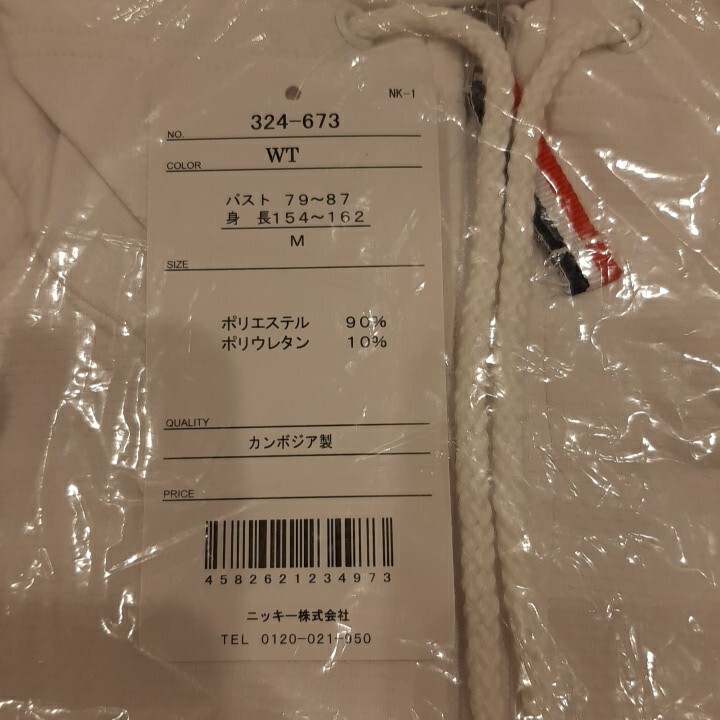 NK-1
NO. 324-673
COLOR WT
バスト 79～87
身 長154～162
M
SIZE
ポリエステル 90%
ポリウレタン 10%
QUALITY
カンボジア製
PRICE
4582621234973
ニッキー株式会社
TEL 0120-021-950